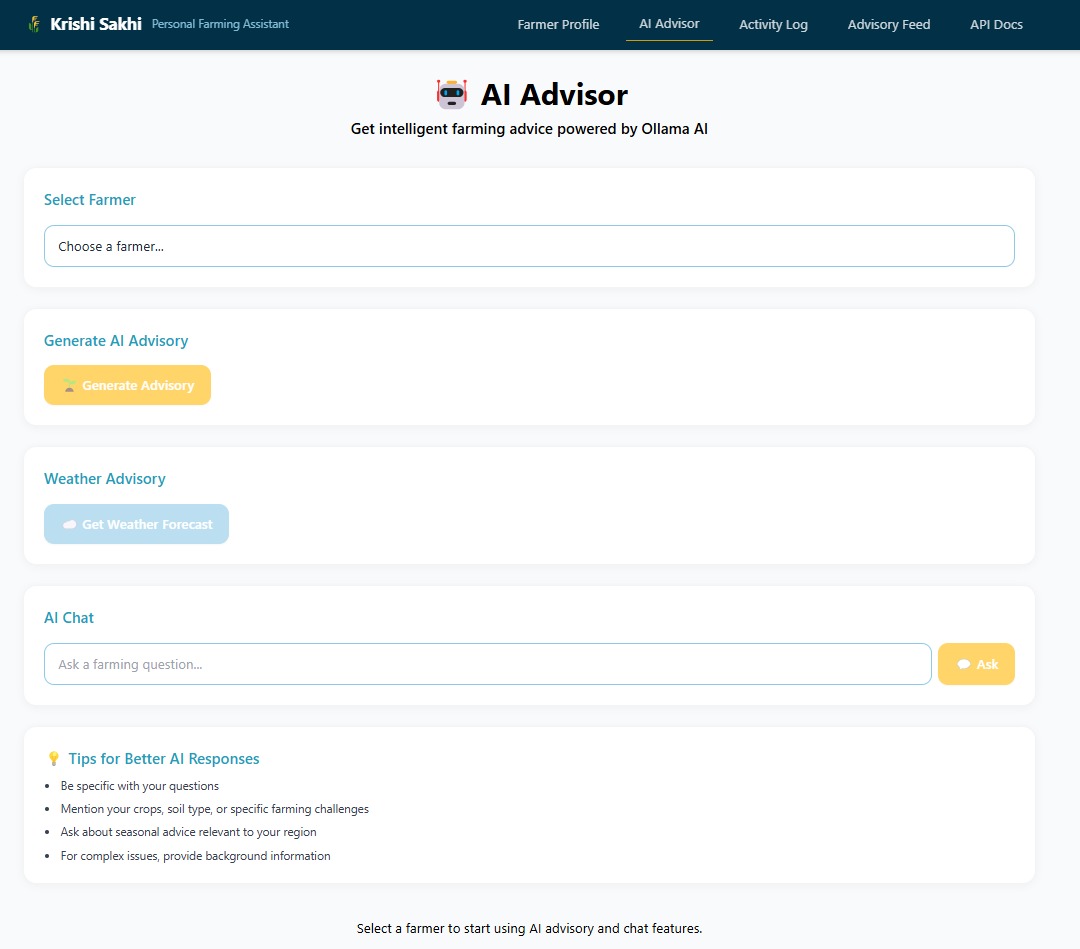 Krishi Sakhi Personal Farming Assistant Farmer Profile AI Advisor Activity Log Advisory Feed API Docs
AI Advisor
Get intelligent farming advice powered by Ollama AI
Select Farmer
Choose a farmer...
Generate AI Advisory
Generate Advisory
Weather Advisory
Get Weather Forecast
AI Chat
Ask a farming question... Ask
Tips for Better AI Responses
Be specific with your questions
Mention your crops, soil type, or specific farming challenges
Ask about seasonal advice relevant to your region
For complex issues, provide background information
Select a farmer to start using AI advisory and chat features.